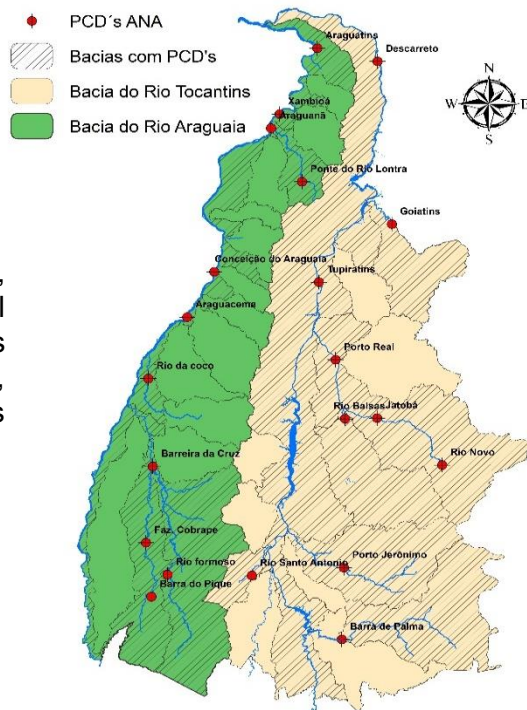 PCD´s ANA
Bacias com PCD's
Bacia do Rio Tocantins
Bacia do Rio Araguaia
N
W
E
S
Araguatins
Descarreto
Xambioá
Araguanã
Ponte do Rio Lontra
Goiatins
Conceição do Araguaia
Tupiratins
,
Araguacema
l
s
Porto Real
,
Rio da coco
s
Rio Balsas
Jatobá
Rio Novo
Barreira da Cruz
Faz. Cobrape
Rio formoso
Rio Santo Antonio
Porto Jerônimo
Barra do Pique
Barra de Palma